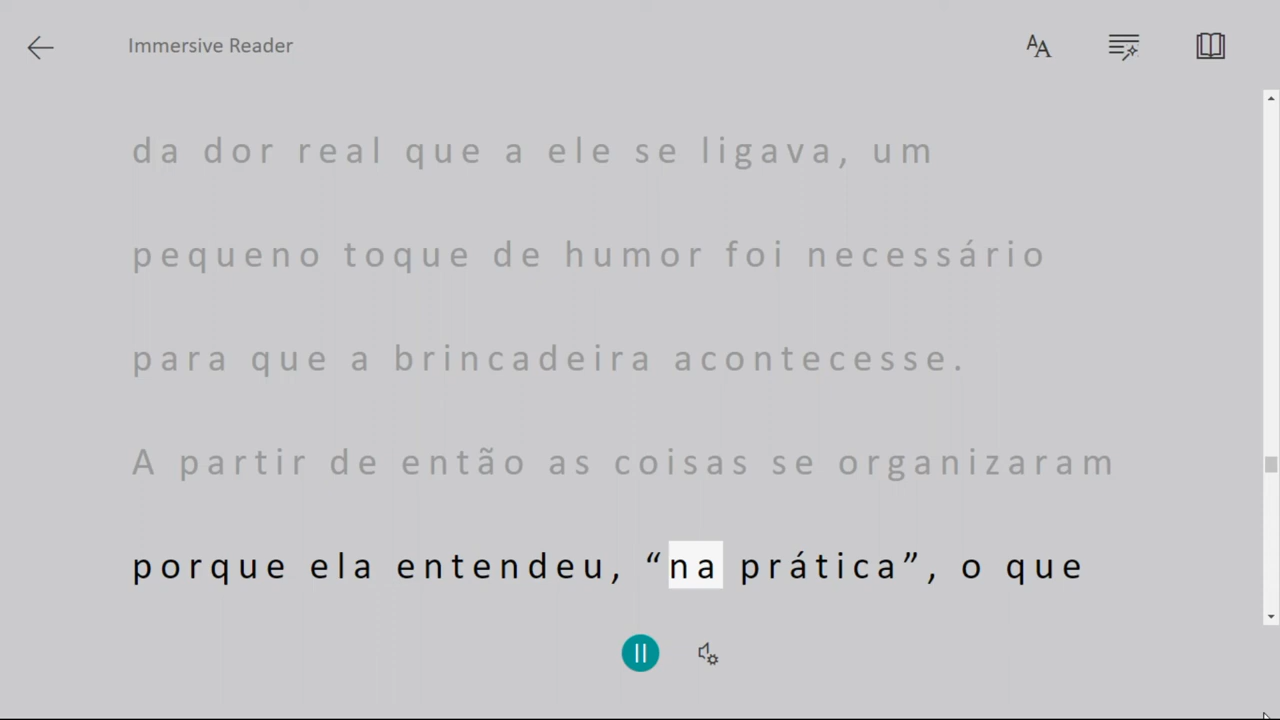 Immersive Reader
da dor real que a ele se ligava, um
pequeno toque de humor foi necessário
para que a brincadeira acontecesse.
A partir de então as coisas se organizaram
porque ela entendeu, “na prática”, o que